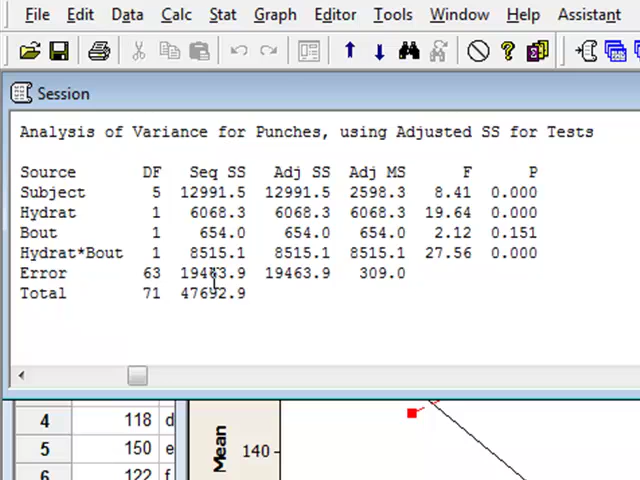 File Edit Data Calc Stat Graph Editor Tools Window Help Assistant
Session
Analysis of Variance for Punches, using Adjusted SS for Tests
Source DF Seq SS Adj SS Adj MS F P
Subject 5 12991.5 12991.5 2598.3 8.41 0.000
Hydrat 1 6068.3 6068.3 6068.3 19.64 0.000
Bout 1 654.0 654.0 654.0 2.12 0.151
Hydrat*Bout 1 8515.1 8515.1 8515.1 27.56 0.000
Error 63 19463.9 19463.9 309.0
Total 71 47692.9
4 118 d
5 150 e
6 122 f
Mean
140